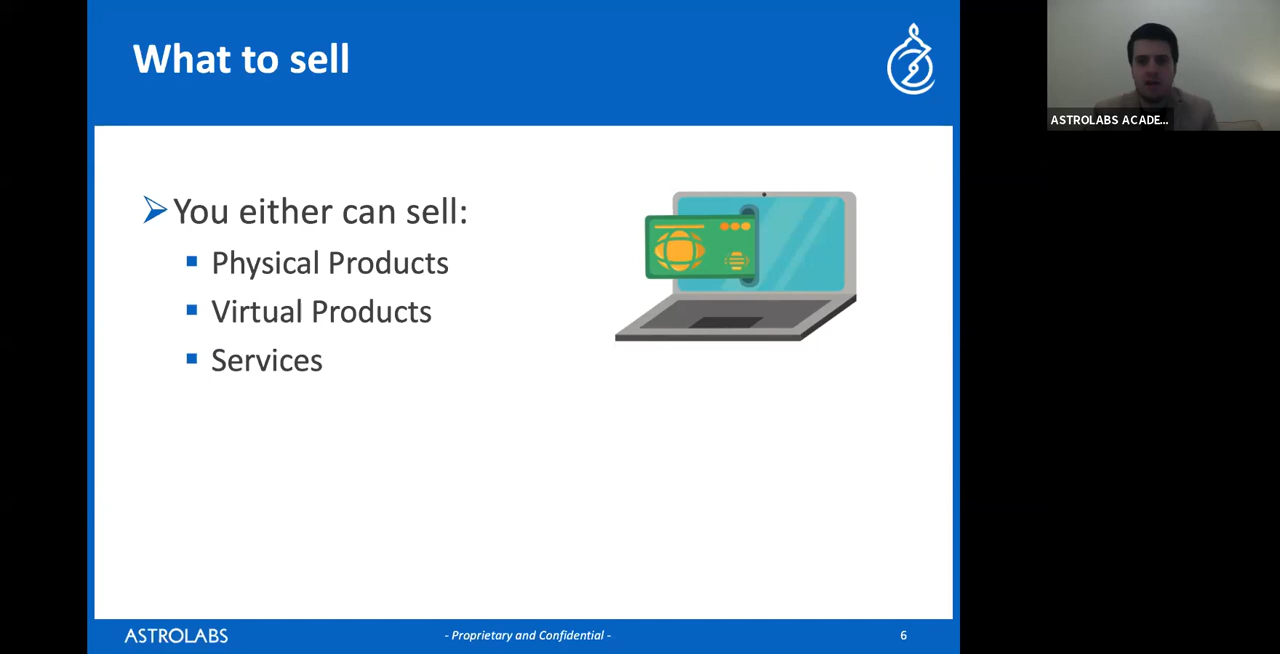 What to sell
ASTROLABS ACADE...
You either can sell:
Physical Products
Virtual Products
Services
ASTROLABS
- Proprietary and Confidential -
6